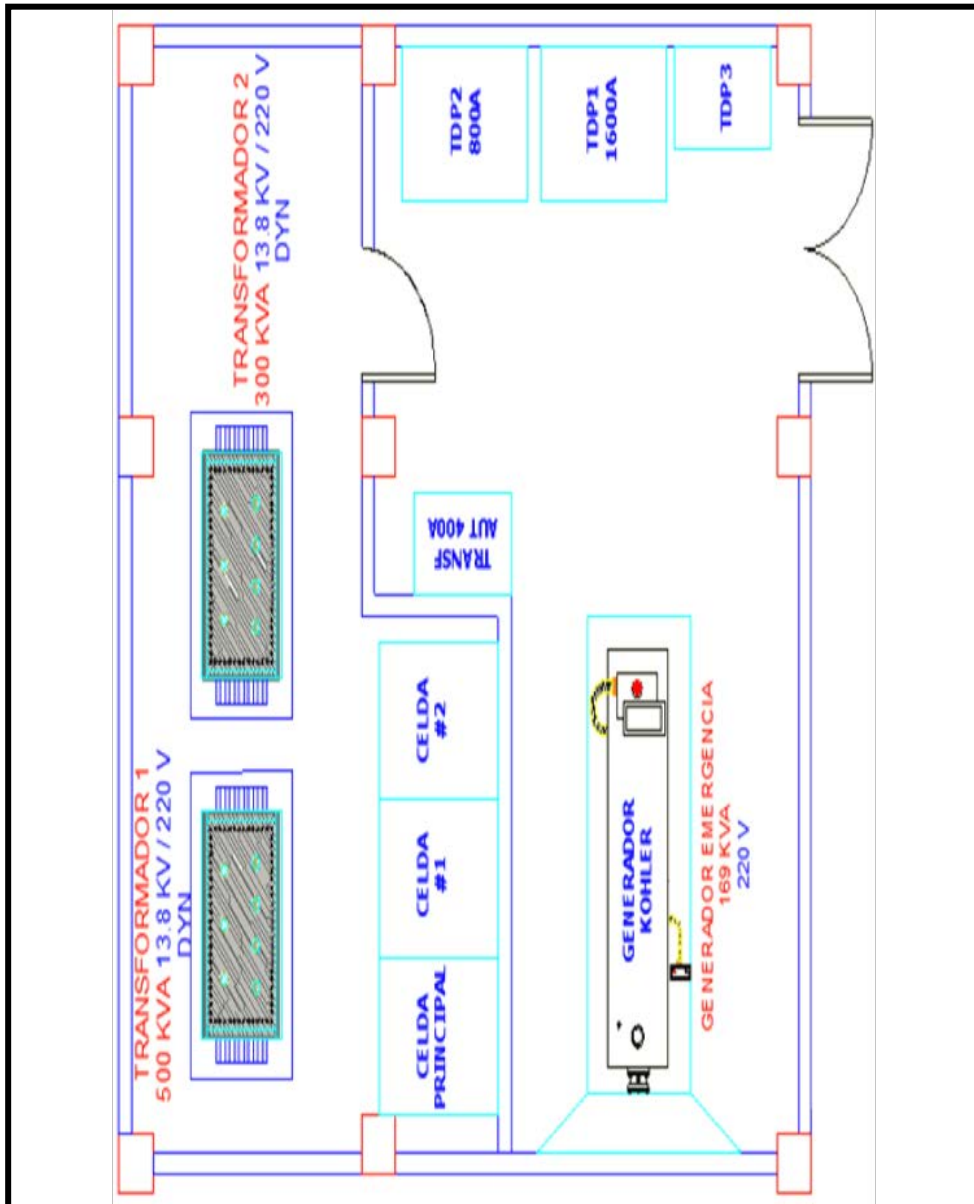 TRANSFORMADOR 1
500 KVA 13.8 KV / 220 V
DYN
TRANSFORMADOR 2
300 KVA 13.8 KV / 220 V
DYN
CELDA
PRINCIPAL
CELDA
#1
CELDA
#2
TRANSF
AUT 400A
TDP2
800A
TDP1
1600A
TDP3
GENERADOR
KOHLER
GENERADOR EMERGENCIA
169 KVA
220 V